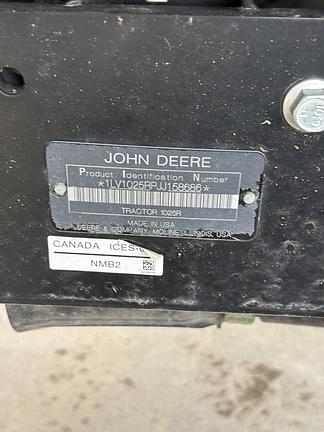 JOHN DEERE
Product Identification Number
*1LV1025RPJJ158686*
TRACTOR 1025R
MADE IN USA
DEERE & COMPANY, MOLINE, ILLINOIS, USA
CANADA ICES-
NMB2